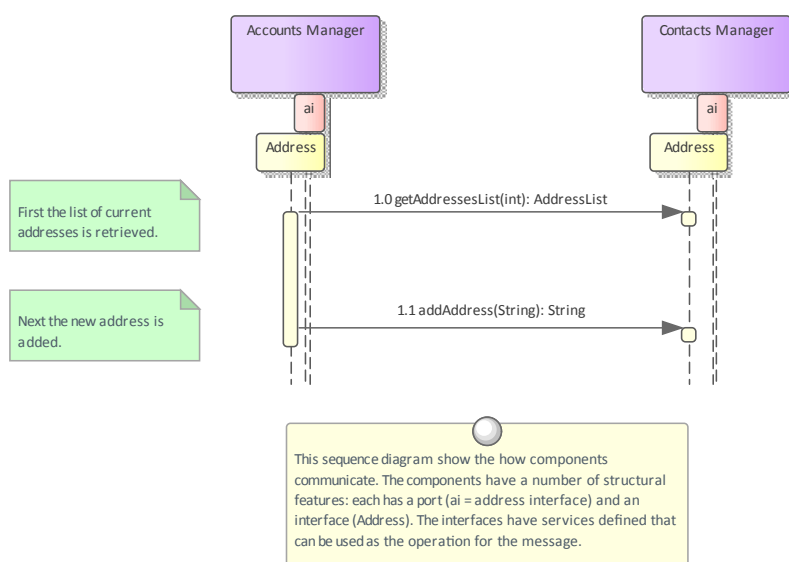 Accounts Manager
Contacts Manager
ai
ai
Address
Address
First the list of current
addresses is retrieved.
1.0 getAddressesList(int): AddressList
Next the new address is
added.
1.1 addAddress(String): String
This sequence diagram show the how components
communicate. The components have a number of structural
features: each has a port (ai = address interface) and an
interface (Address). The interfaces have services defined that
can be used as the operation for the message.